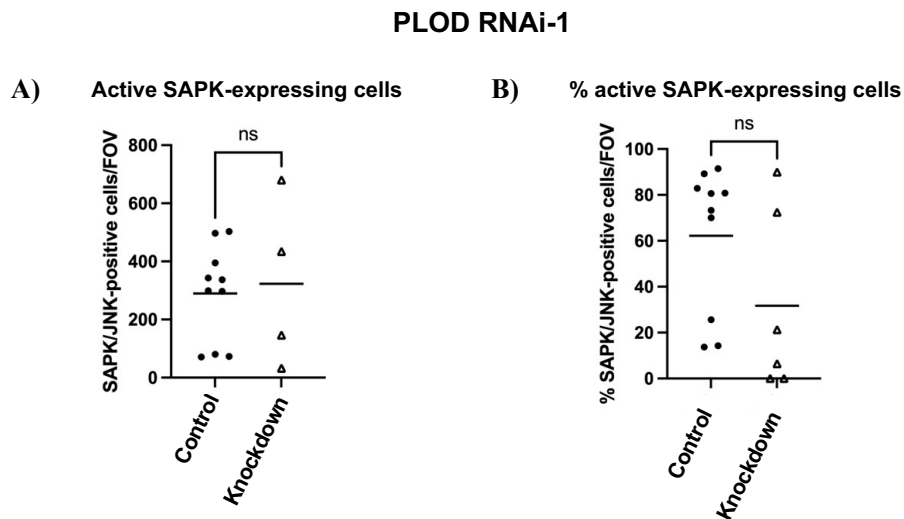 PLOD RNAi-1
A) Active SAPK-expressing cells
SAPK/JNK-positive cells/FOV
800
600
400
200
0
ns
Control
Knockdown
B) % active SAPK-expressing cells
% SAPK/JNK-positive cells/FOV
100
80
60
40
20
0
ns
Control
Knockdown